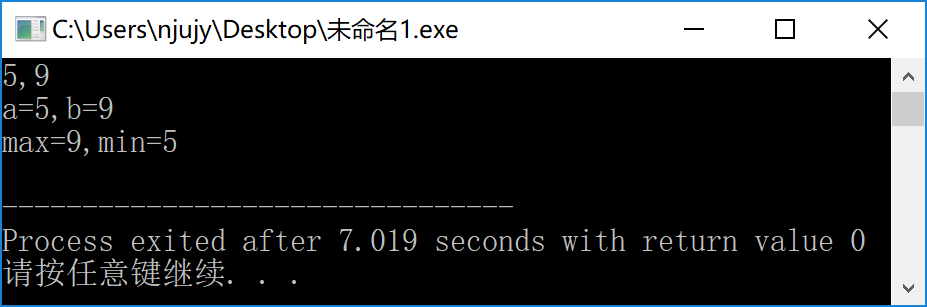 C:\Users\njujy\Desktop\未命名1.exe
5,9
a=5,b=9
max=9,min=5
--------------------------------
Process exited after 7.019 seconds with return value 0
请按任意键继续. . .